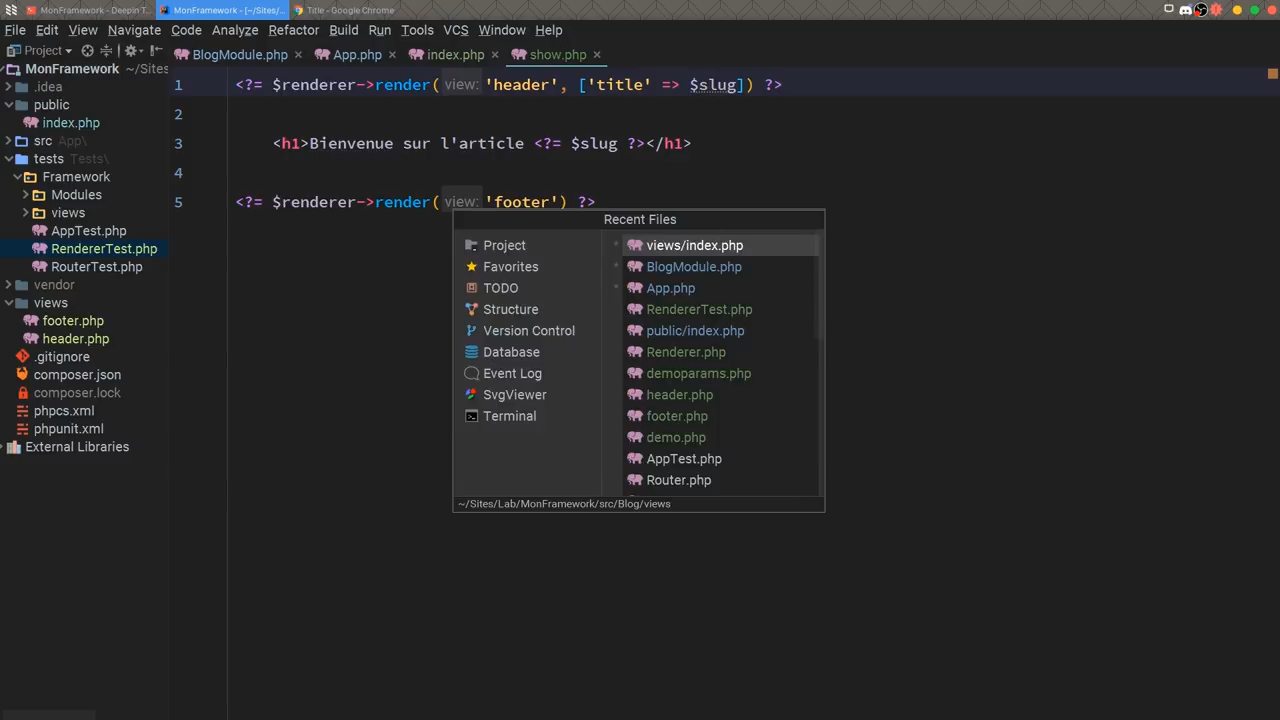 MonFramework - Deepin T...
MonFramework - [~/Sites/...
Title - Google Chrome
File Edit View Navigate Code Analyze Refactor Run Tools VCS Window Help
Project
BlogModule.php
App.php
index.php
show.php
MonFramework ~/Sites
.idea
public
index.php
src App\
tests Tests\
Framework
Modules
views
AppTest.php
RendererTest.php
RouterTest.php
vendor
views
footer.php
header.php
.gitignore
composer.json
composer.lock
phpcs.xml
phpunit.xml
External Libraries
1 <?= $renderer->render( view: 'header', ['title' => $slug]) ?>
2
3 <h1>Bienvenue sur l'article <?= $slug ?></h1>
4
5 <?= $renderer->render( view: 'footer') ?>
Recent Files
Project
Favorites
TODO
Structure
Version Control
Database
Event Log
SvgViewer
Terminal
views/index.php
BlogModule.php
App.php
RendererTest.php
public/index.php
Renderer.php
demoparams.php
header.php
footer.php
demo.php
AppTest.php
Router.php
~/Sites/Lab/MonFramework/src/Blog/views